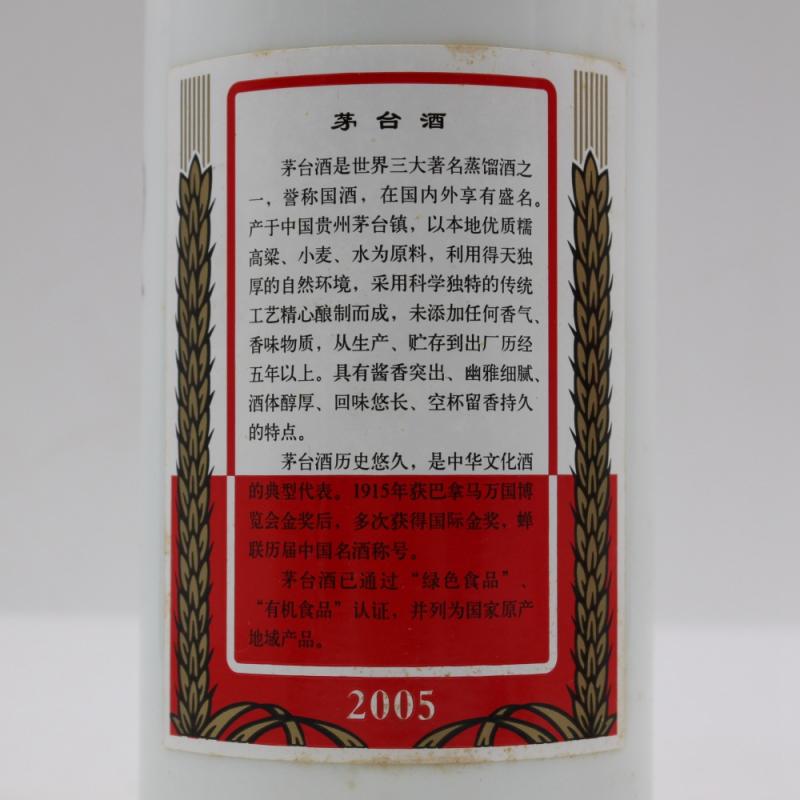 茅台酒
茅台酒是世界三大著名蒸馏酒之
一，誉称国酒，在国内外享有盛名。
产于中国贵州茅台镇，以本地优质糯
高粱、小麦、水为原料，利用得天独
厚的自然环境，采用科学独特的传统
工艺精心酿制而成，未添加任何香气、
香味物质，从生产、贮存到出厂历经
五年以上。具有酱香突出、幽雅细腻、
酒体醇厚、回味悠长、空杯留香持久
的特点。
茅台酒历史悠久，是中华文化酒
的典型代表。1915年获巴拿马万国博
览会金奖后，多次获得国际金奖，蝉
联历届中国名酒称号。
茅台酒已通过“绿色食品”、
“有机食品”认证，并列为国家原产
地域产品。
2005